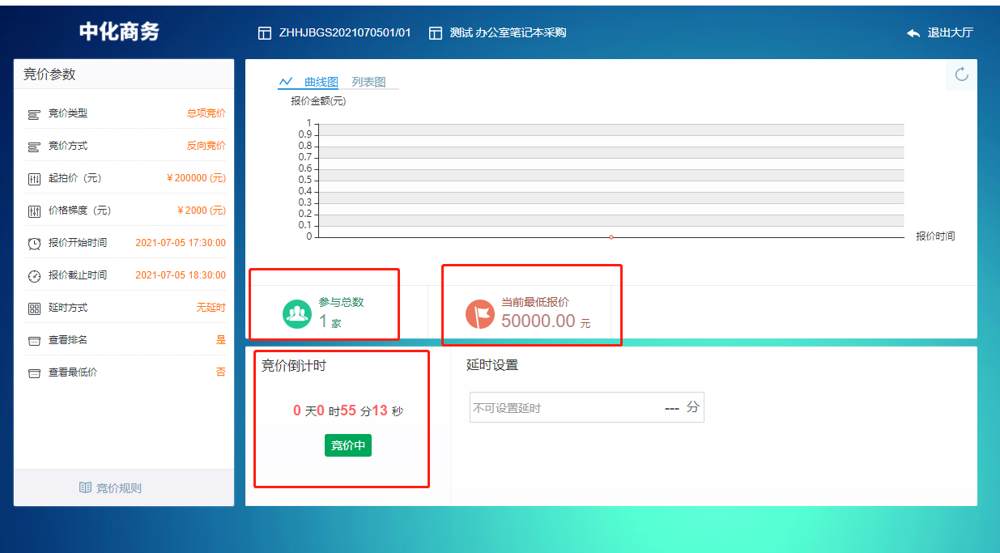 中化商务
ZHHJBGS2021070501/01
测试 办公室笔记本采购
退出大厅
竞价参数
竞价类型 总项竞价
竞价方式 反向竞价
起拍价（元） ￥200000 (元)
价格梯度（元） ￥2000 (元)
报价开始时间 2021-07-05 17:30:00
报价截止时间 2021-07-05 18:30:00
延时方式 无延时
查看排名 是
查看最低价 否
竞价规则
曲线图 列表图
报价金额(元)
1
0.9
0.8
0.7
0.6
0.5
0.4
0.3
0.2
0.1
0
报价时间
参与总数
1 家
当前最低报价
50000.00 元
竞价倒计时
0 天0 时55 分13 秒
竞价中
延时设置
不可设置延时 --- 分